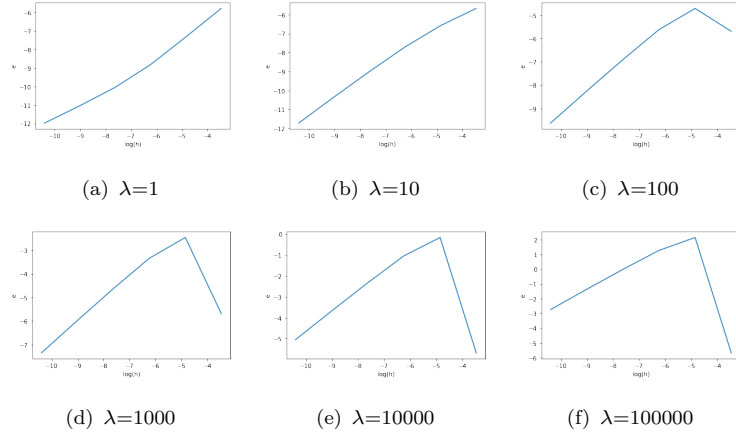 −6
−7
−8
−9
−10
−11
−12
e
−10 −9 −8 −7 −6 −5 −4
log(h)
(a) λ=1
−6
−7
−8
−9
−10
−11
−12
e
−10 −9 −8 −7 −6 −5 −4
log(h)
(b) λ=10
−5
−6
−7
−8
−9
e
−10 −9 −8 −7 −6 −5 −4
log(h)
(c) λ=100
−3
−4
−5
−6
−7
e
−10 −9 −8 −7 −6 −5 −4
log(h)
(d) λ=1000
0
−1
−2
−3
−4
−5
e
−10 −9 −8 −7 −6 −5 −4
log(h)
(e) λ=10000
2
1
0
−1
−2
−3
−4
−5
−6
e
−10 −9 −8 −7 −6 −5 −4
log(h)
(f) λ=100000